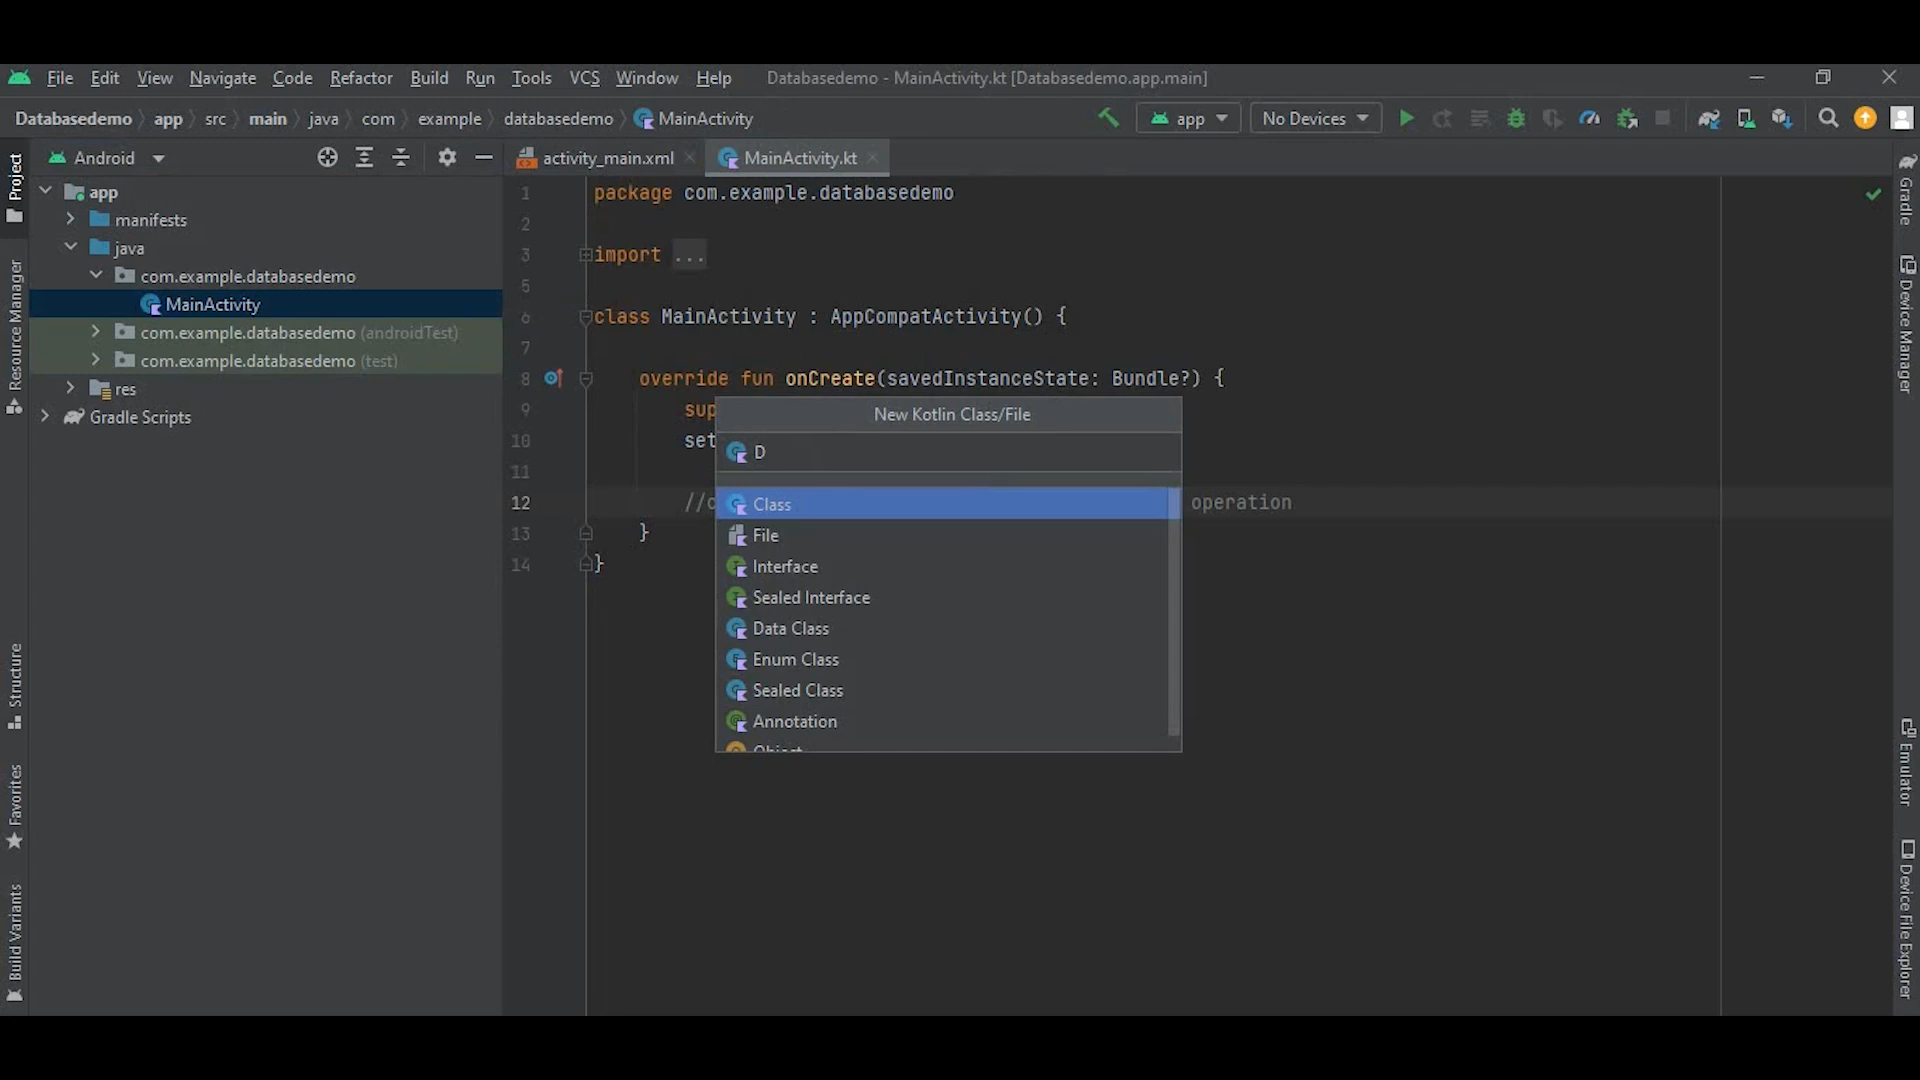 File Edit View Navigate Code Refactor Build Run Tools VCS Window Help Databasedemo - MainActivity.kt [Databasedemo.app.main]
Databasedemo app src main java com example databasedemo MainActivity app No Devices
Project
Android
activity_main.xml
MainActivity.kt
app
manifests
java
com.example.databasedemo
MainActivity
com.example.databasedemo (androidTest)
com.example.databasedemo (test)
res
Gradle Scripts
Resource Manager
Structure
Favorites
Build Variants
1 package com.example.databasedemo
2
3 import ...
5
6 class MainActivity : AppCompatActivity() {
7
8 override fun onCreate(savedInstanceState: Bundle?) {
9 sup
10 set
11
12 // operation
13 }
14 }
New Kotlin Class/File
D
Class
File
Interface
Sealed Interface
Data Class
Enum Class
Sealed Class
Annotation
Object
Gradle
Device Manager
Emulator
Device File Explorer